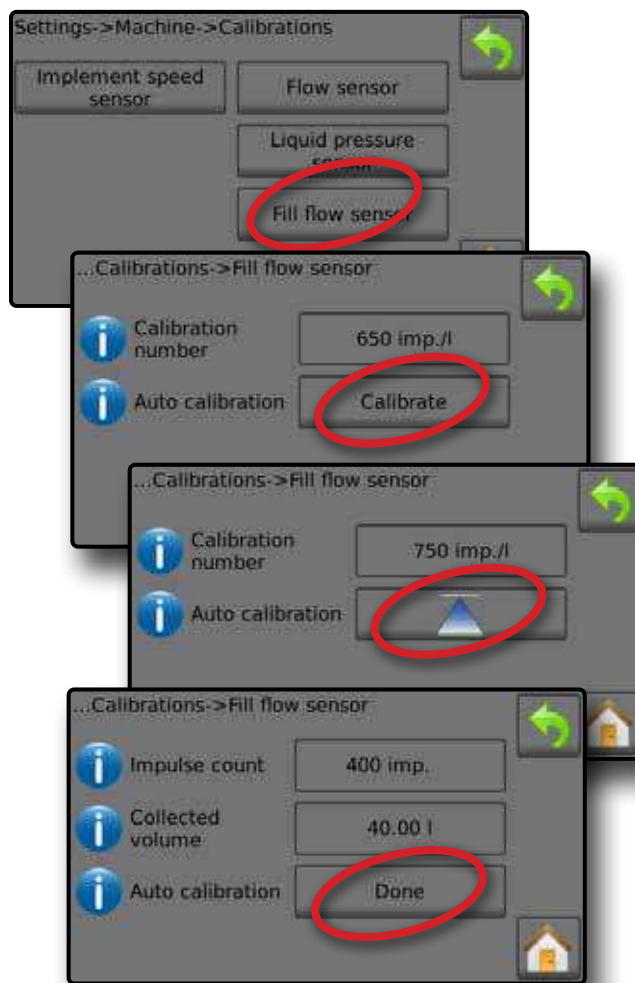 Settings->Machine->Calibrations
Implement speed
sensor
Flow sensor
Liquid pressure
sensor
Fill flow sensor
...Calibrations->Fill flow sensor
Calibration
number
650 imp./l
Auto calibration
Calibrate
...Calibrations->Fill flow sensor
Calibration
number
750 imp./l
Auto calibration
...Calibrations->Fill flow sensor
Impulse count
400 imp.
Collected
volume
40.00 l
Auto calibration
Done